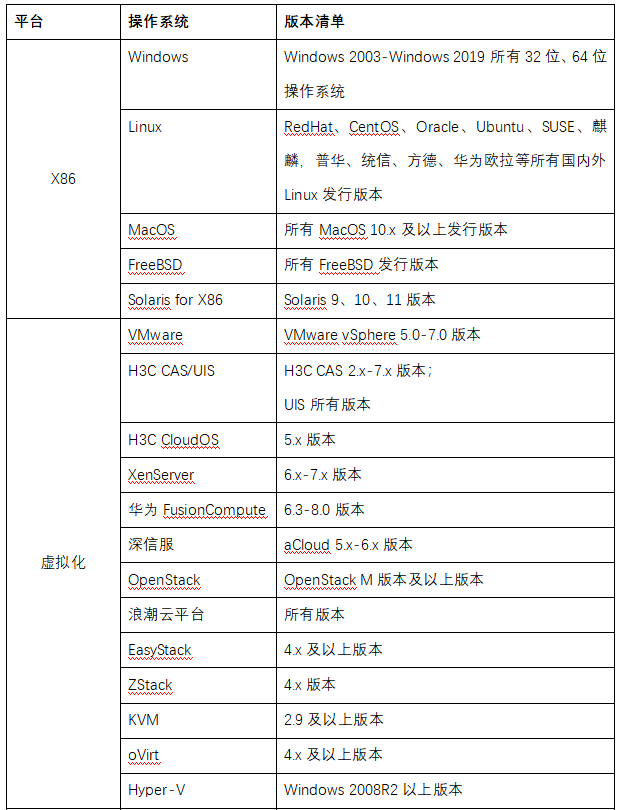 平台 操作系统 版本清单
X86
Windows Windows 2003-Windows 2019 所有 32 位、64 位
操作系统
Linux RedHat、CentOS、Oracle、Ubuntu、SUSE、麒
麟，普华、统信、方德、华为欧拉等所有国内外
Linux 发行版本
MacOS 所有 MacOS 10.x 及以上发行版本
FreeBSD 所有 FreeBSD 发行版本
Solaris for X86 Solaris 9、10、11 版本
虚拟化
VMware VMware vSphere 5.0-7.0 版本
H3C CAS/UIS H3C CAS 2.x-7.x 版本；
UIS 所有版本
H3C CloudOS 5.x 版本
XenServer 6.x-7.x 版本
华为 FusionCompute 6.3-8.0 版本
深信服 aCloud 5.x-6.x 版本
OpenStack OpenStack M 版本及以上版本
浪潮云平台 所有版本
EasyStack 4.x 及以上版本
ZStack 4.x 版本
KVM 2.9 及以上版本
oVirt 4.x 及以上版本
Hyper-V Windows 2008R2 以上版本